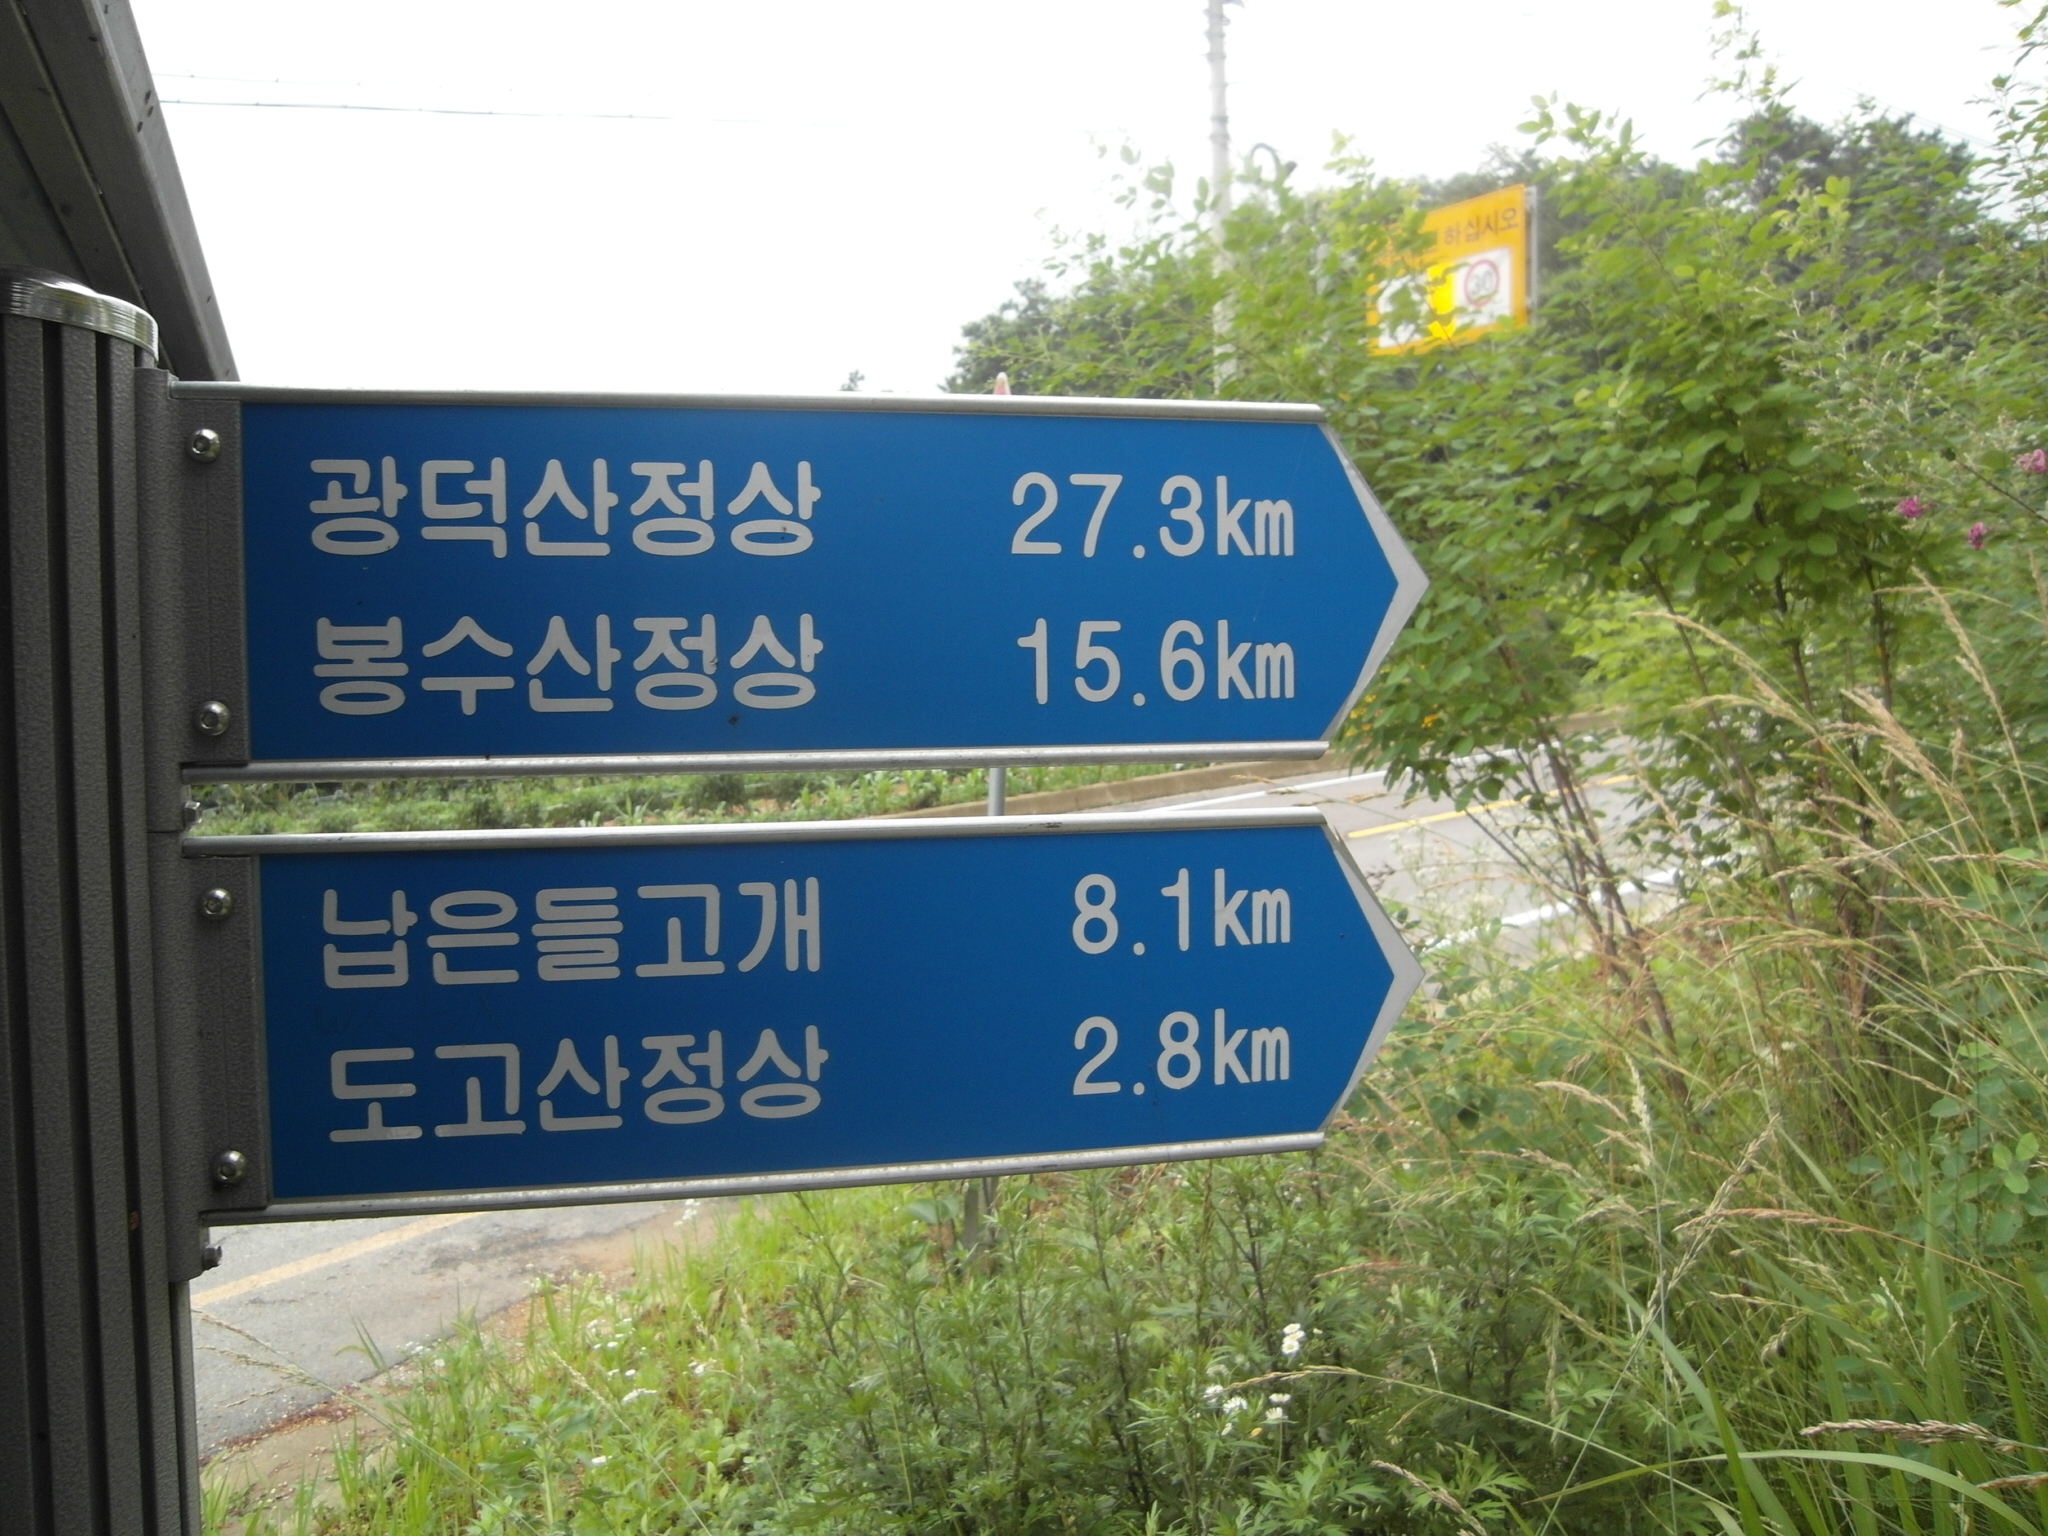 하십시오
30
광덕산정상 27.3km
봉수산정상 15.6km
납은들고개 8.1km
도고산정상 2.8km